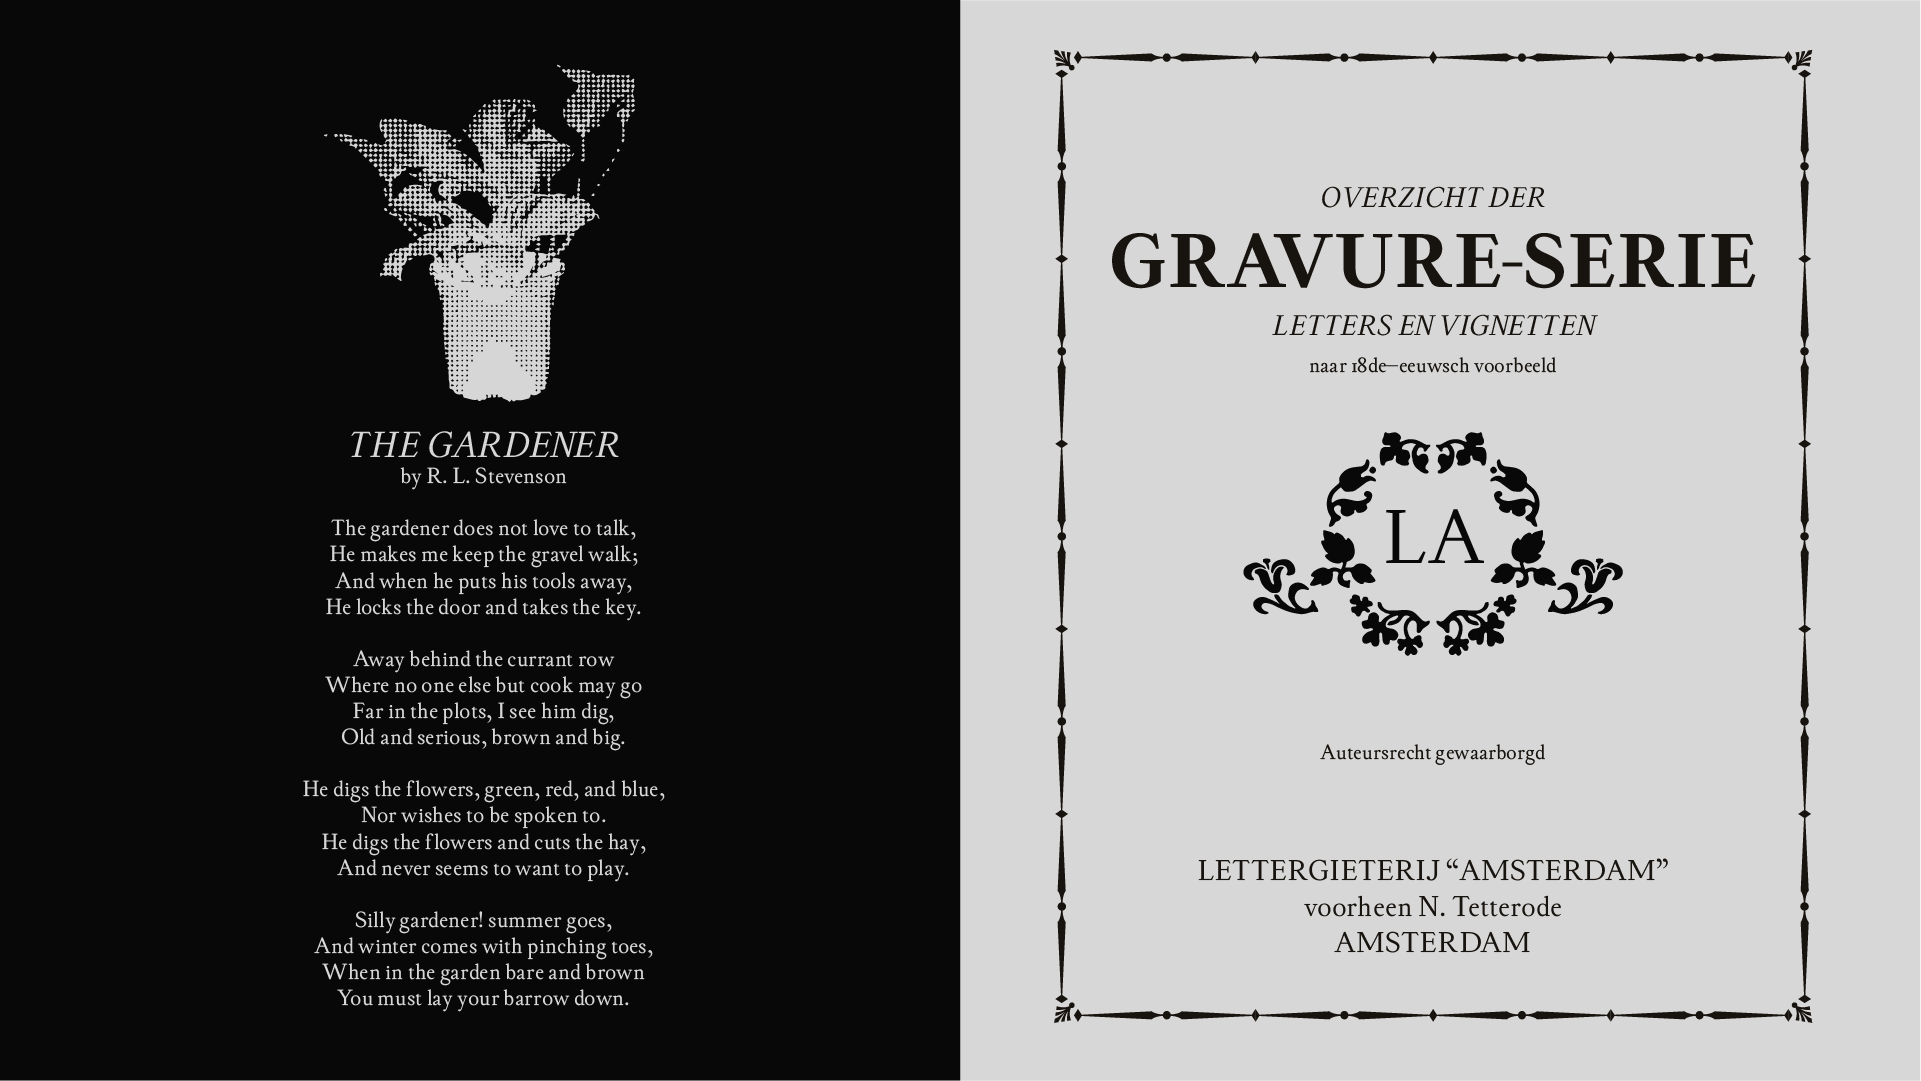 THE GARDENER
by R. L. Stevenson
The gardener does not love to talk,
He makes me keep the gravel walk;
And when he puts his tools away,
He locks the door and takes the key.
Away behind the currant row
Where no one else but cook may go
Far in the plots, I see him dig,
Old and serious, brown and big.
He digs the flowers, green, red, and blue,
Nor wishes to be spoken to.
He digs the flowers and cuts the hay,
And never seems to want to play.
Silly gardener! summer goes,
And winter comes with pinching toes,
When in the garden bare and brown
You must lay your barrow down.
OVERZICHT DER
GRAVURE-SERIE
LETTERS EN VIGNETTEN
naar 18de–eeuwsch voorbeeld
LA
Auteursrecht gewaarborgd
LETTERGIETERIJ “AMSTERDAM”
voorheen N. Tetterode
AMSTERDAM